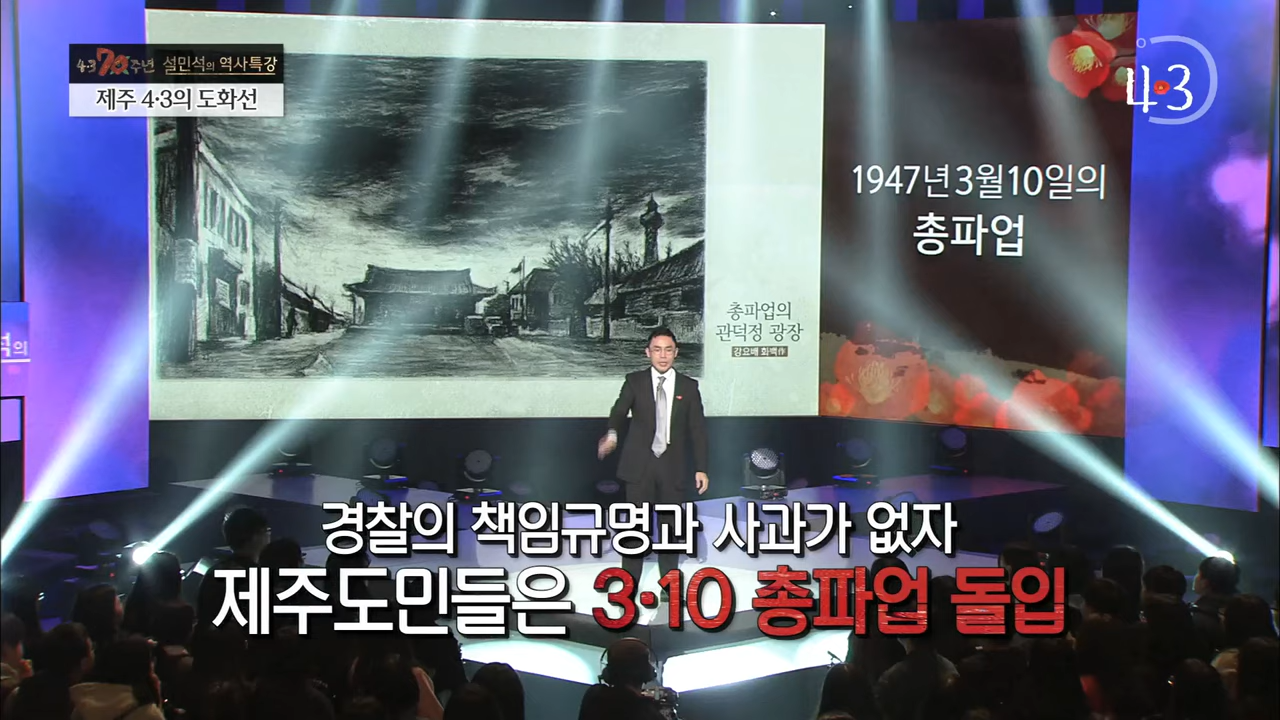 4·3 70주년 설민석의 역사특강
제주 4·3의 도화선
4·3
1947년 3월 10일의
총파업
총파업의
관덕정 광장
강요배 화백作
석의
경찰의 책임규명과 사과가 없자
제주도민들은 3·10 총파업 돌입